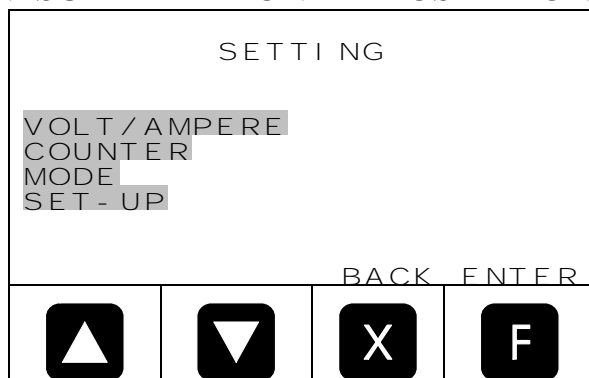 SETTING
VOLT/AMPERE
COUNTER
MODE
SET-UP
BACK ENTER
X F